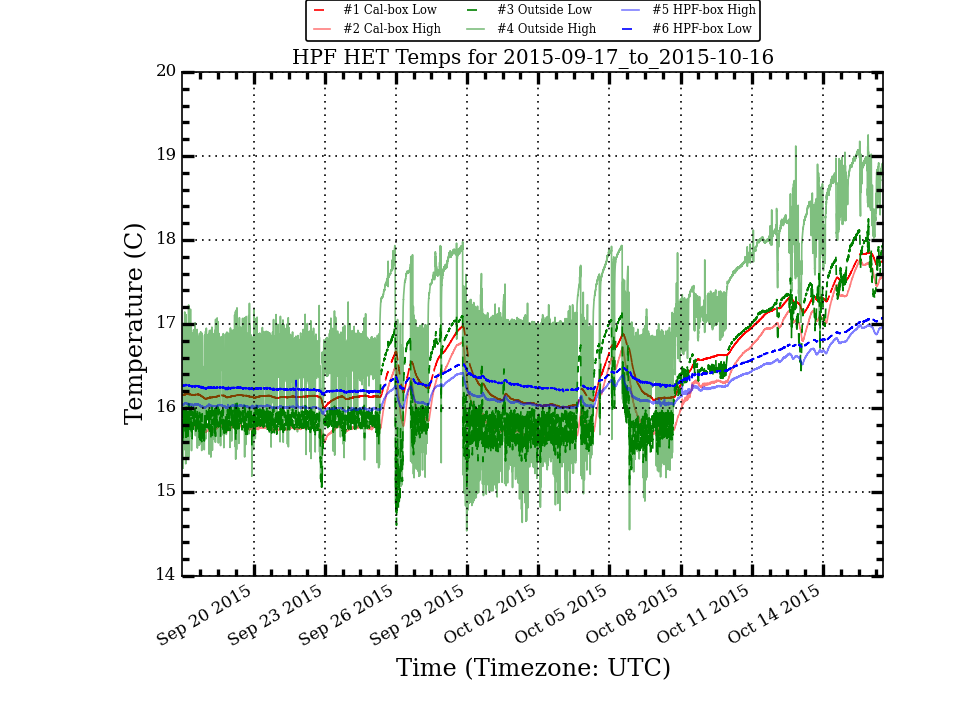 #1 Cal-box Low #3 Outside Low #5 HPF-box High
#2 Cal-box High #4 Outside High #6 HPF-box Low
HPF HET Temps for 2015-09-17_to_2015-10-16
20
19
18
17
16
15
14
Temperature (C)
Sep 20 2015 Sep 23 2015 Sep 26 2015 Sep 29 2015 Oct 02 2015 Oct 05 2015 Oct 08 2015 Oct 11 2015 Oct 14 2015
Time (Timezone: UTC)